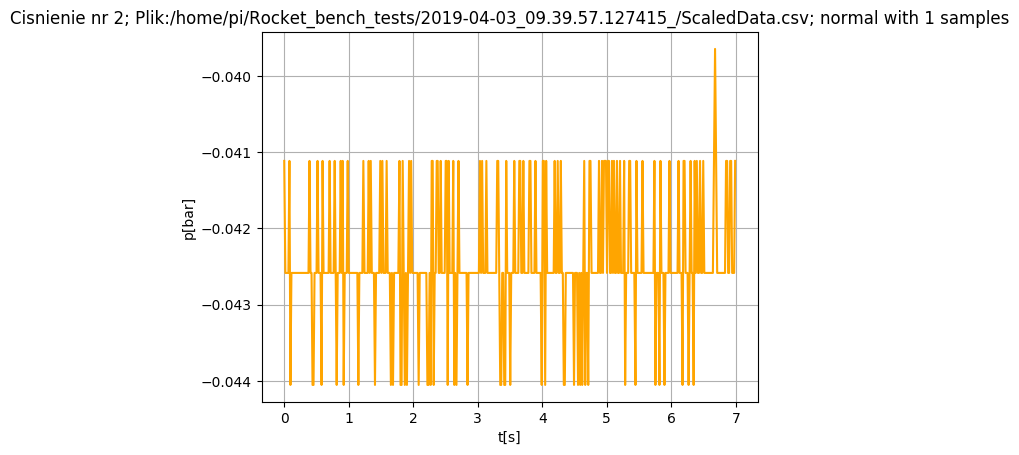 Cisnienie nr 2; Plik:/home/pi/Rocket_bench_tests/2019-04-03_09.39.57.127415_/ScaledData.csv; normal with 1 samples
−0.040
−0.041
−0.042
−0.043
−0.044
p[bar]
0 1 2 3 4 5 6 7
t[s]